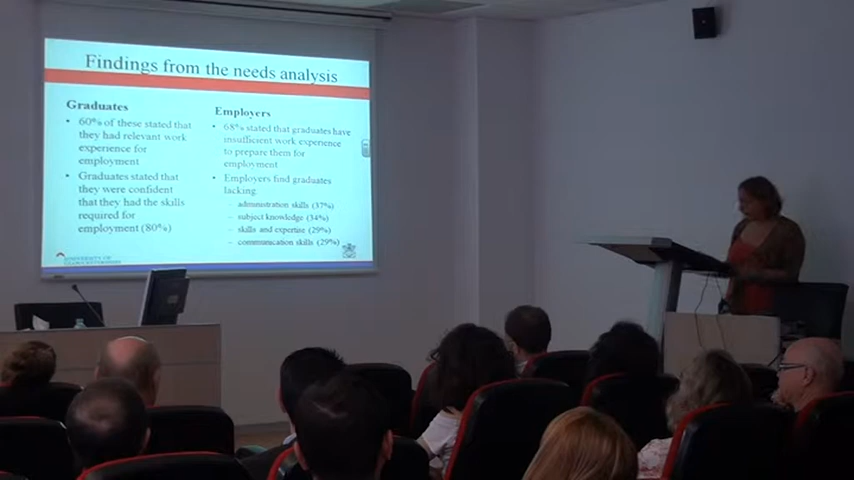 Findings from the needs analysis
Graduates
• 60% of these stated that
they had relevant work
experience for
employment
• Graduates stated that
they were confident
that they had the skills
required for
employment (80%)
Employers
• 68% stated that graduates have
insufficient work experience
to prepare them for
employment
• Employers find graduates
lacking
– administration skills (37%)
– subject knowledge (34%)
– skills and expertise (29%)
– communication skills (29%)
UNIVERSITY OF